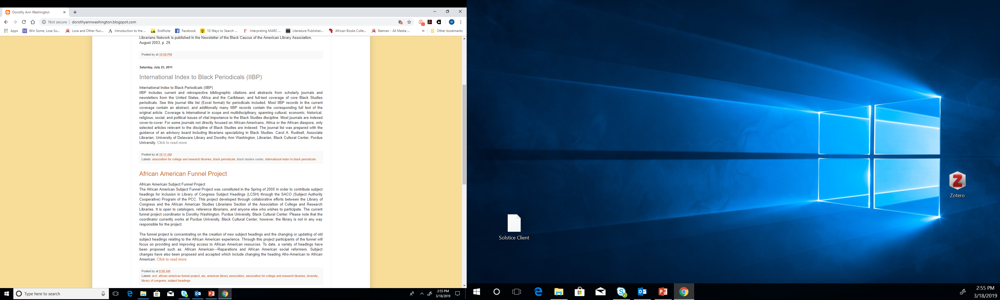 Dorothy Ann Washington
Not secure
dorothyannwashington.blogspot.com
1
W
Apps
Win Some, Lose So...
Love and Other Nur...
A Introduction to the ...
LIB EndNote
Facebook
10 Ways to Search ...
F Interpreting MARC ...
Literature Publisher...
African Books Colle...
Batman - All Media ...
»
Other bookmarks
Librarians Network is published in the Newsletter of the Black Caucus of the American Library Association,
August 2003, p. 29.
Posted by at 10:56 PM
Saturday, July 23, 2011
International Index to Black Periodicals (IIBP)
International Index to Black Periodicals (IIBP)
IIBP includes current and retrospective bibliographic citations and abstracts from scholarly journals and
newsletters from the United States, Africa and the Caribbean, and full-text coverage of core Black Studies
periodicals. See this journal title list (Excel format) for periodicals included. Most IIBP records in the current
coverage contain an abstract, and additionally many IIBP records contain the corresponding full text of the
original article. Coverage is international in scope and multidisciplinary, spanning cultural, economic, historical,
religious, social, and political issues of vital importance to the Black Studies discipline. Most journals are indexed
cover-to-cover. For some journals not directly focused on African-Americans, Africa or the African diaspora, only
selected articles relevant to the discipline of Black Studies are indexed. The journal list was prepared with the
guidance of an advisory board including librarians specializing in Black Studies: Carol A. Rudisell, Associate
Librarian, University of Delaware Library and Dorothy Ann Washington, Librarian, Black Cultural Center, Purdue
University. Click to read more
Posted by at 10:11 AM
Labels: association for college and research libraries, black periodicals, black studies center, international index to black periodicals
African American Funnel Project
African American Subject Funnel Project
The African American Subject Funnel Project was constituted in the Spring of 2000 in order to contribute subject
headings for inclusion in Library of Congress Subject Headings (LCSH) through the SACO (Subject Authority
Cooperative) Program of the PCC. This project developed through collaborative efforts between the Library of
Congress and the African American Studies Librarians Section of the Association of College and Research
Libraries. It is open to catalogers, reference librarians, and anyone else who wishes to participate. The current
funnel project coordinator is Dorothy Washington, Purdue University, Black Cultural Center. Please note that the
coordinator currently works at Purdue University, Black Cultural Center; however, the library is not in any way
responsible for the project.
The funnel project is concentrating on the creation of new subject headings and the changing or updating of old
subject headings relating to the African American experience. Through this project participants of the funnel will
focus on providing and improving access to African American resources. To date, a variety of headings have
been proposed such as: African American---Reparations and African American social reformers. Subject
changes have also been proposed and accepted which include changing the heading Afro-American to African
American. Click to read more
Posted by at 8:08 AM
Labels: acrl, african american funnel project, ala, american library association, association for college and research libraries, diversity,
library of congress, subject headings
Type here to search
2:55 PM
3/18/2019
Z
Zotero
Solstice Client
2:55 PM
3/18/2019